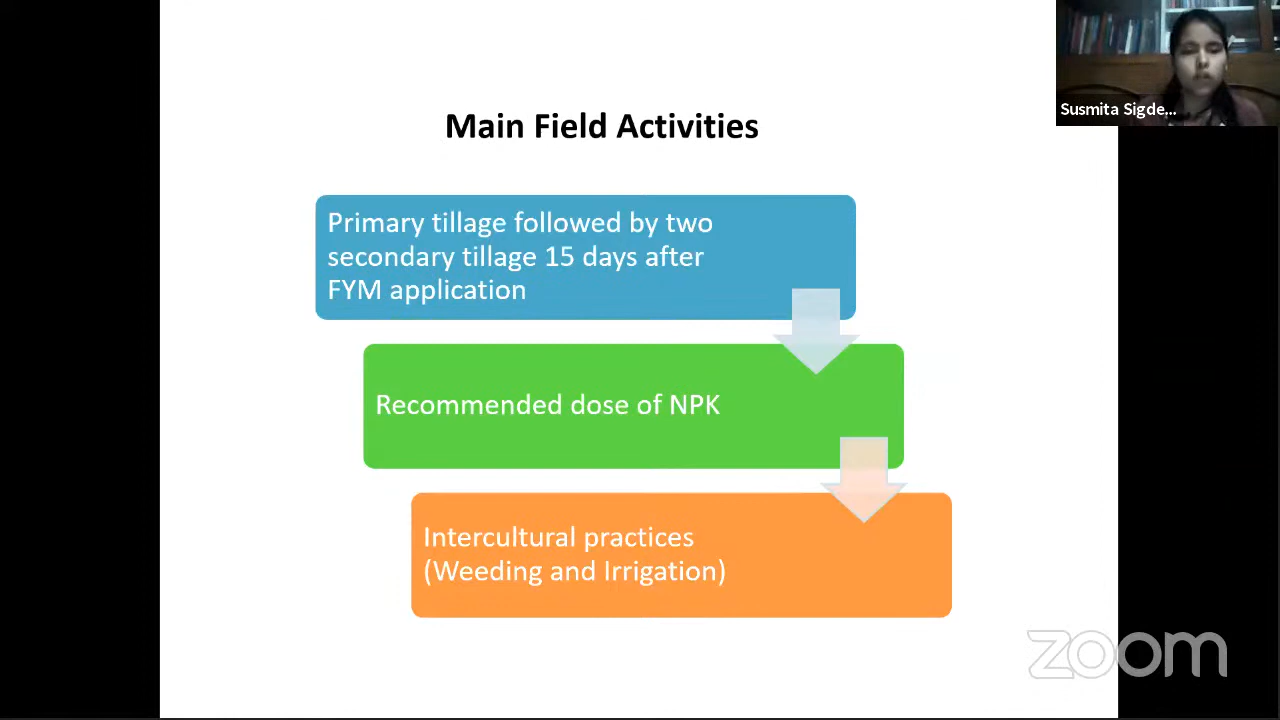 Main Field Activities
Primary tillage followed by two
secondary tillage 15 days after
FYM application
Recommended dose of NPK
Intercultural practices
(Weeding and Irrigation)
Susmita Sigde...
zoom